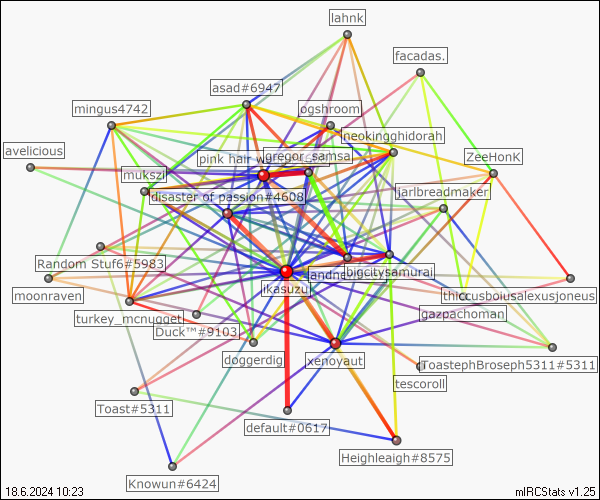 lahnk
facadas.
asad#6947
mingus4742
ogshroom
neokingghidorah
avelicious
pink hair w
gregor_samsa
ZeeHonK
mukszi
disaster of passion#4608
jarlbreadmaker
Random Stuf6#5983
bigcitysamurai
moonraven
ikasuzu
thiccusboiusalexusjoneus
turkey_mcnugget
gazpachoman
Duck™#9103
doggerdig
xenoyaut
ToastephBroseph5311#5311
tescoroll
Toast#5311
default#0617
Heighleaigh#8575
Knowun#6424
18.6.2024 10:23
mIRCStats v1.25